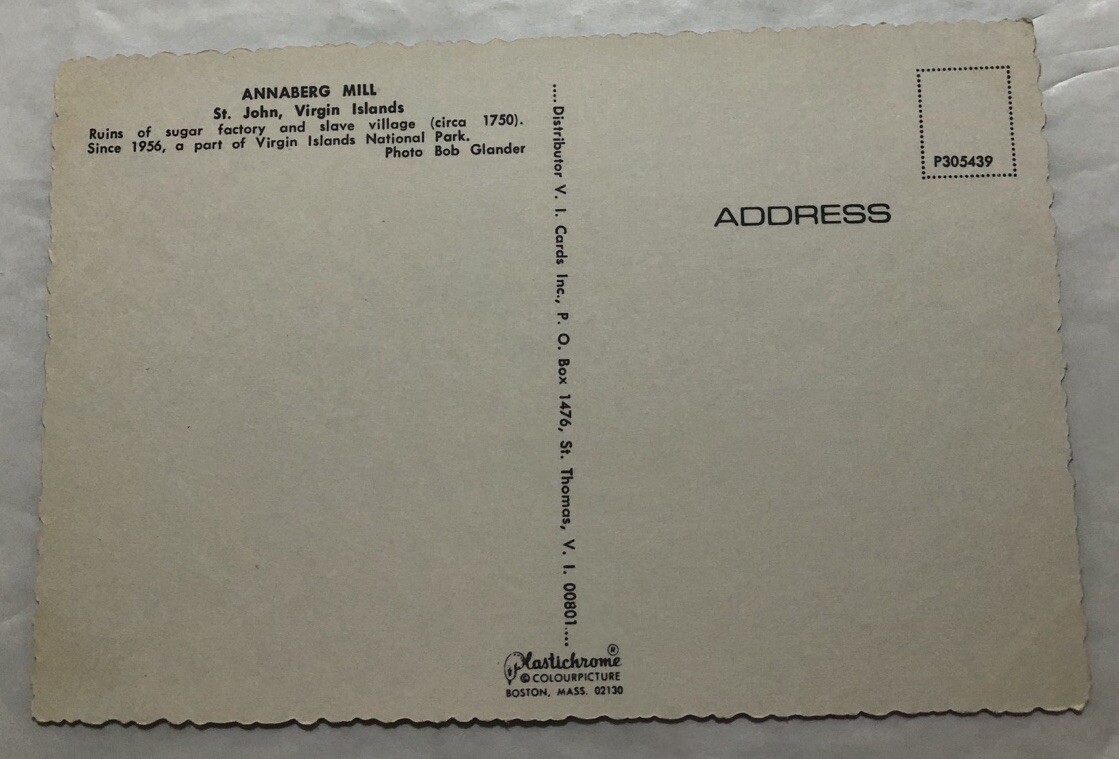 ANNABERG MILL
St. John, Virgin Islands
Ruins of sugar factory and slave village (circa 1750).
Since 1956, a part of Virgin Islands National Park.
Photo Bob Glander
....Distributor V. I. Cards Inc., P. O. Box 1476, St. Thomas, V. I. 00801....
P305439
ADDRESS
Plastichrome ®
© COLOURPICTURE
BOSTON, MASS. 02130